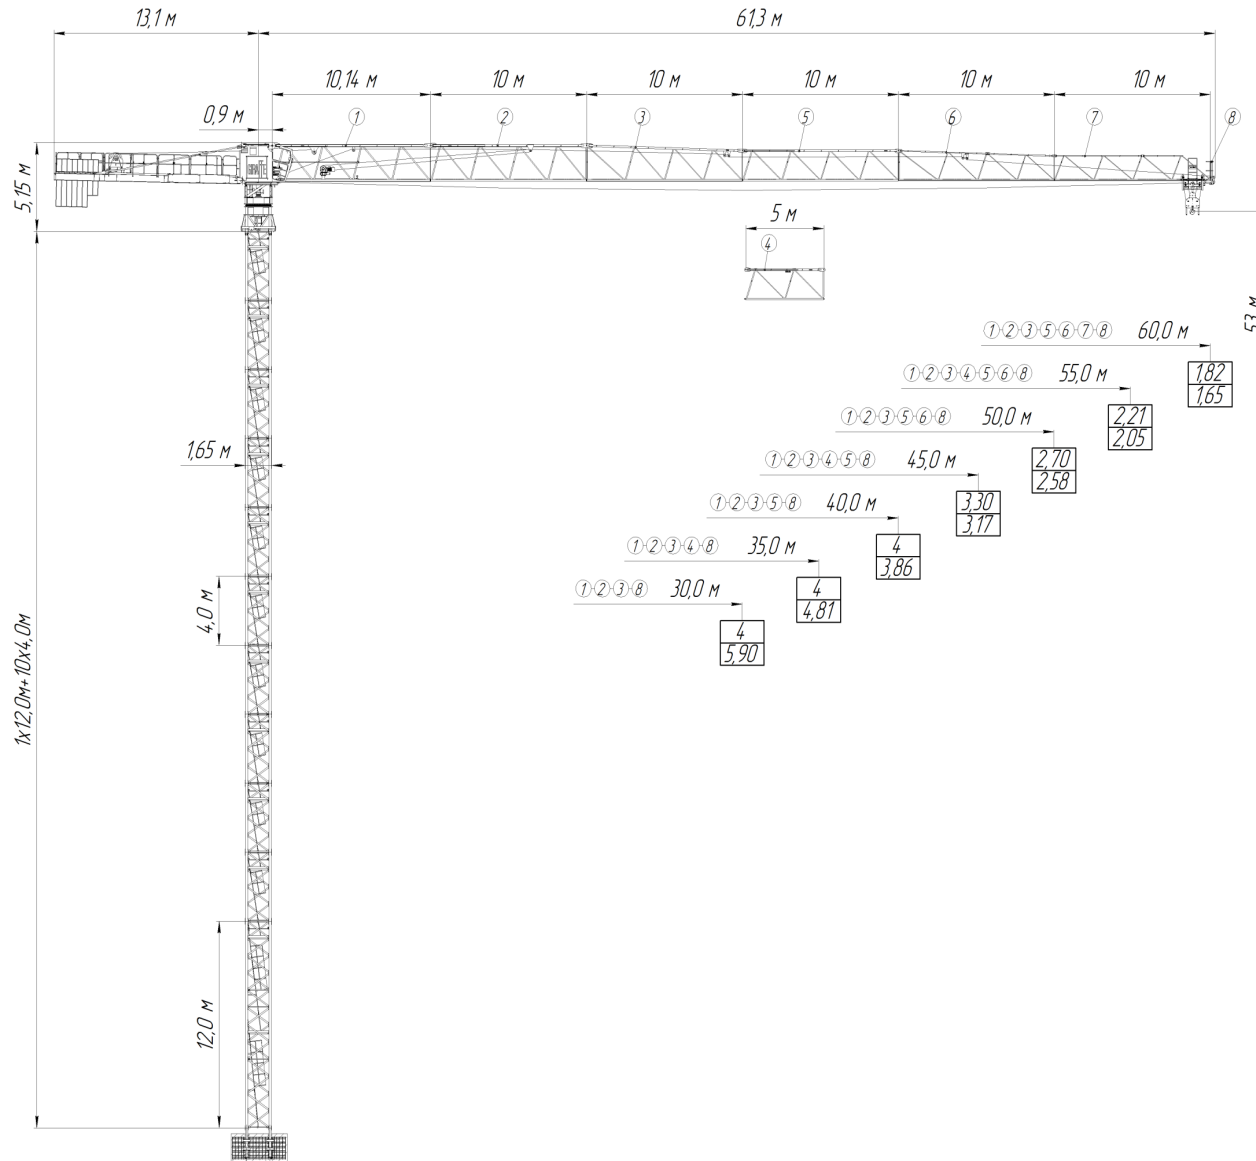 13,1 м
61,3 м
10,14 м
10 м
10 м
10 м
10 м
10 м
0,9 м
1
2
3
5
6
7
8
5,15 м
5 м
4
53 м
1 2 3 5 6 7 8 60,0 м
1,82
1,65
1 2 3 4 5 6 8 55,0 м
2,21
2,05
1 2 3 5 6 8 50,0 м
2,70
2,58
1,65 м
1 2 3 4 5 8 45,0 м
3,30
3,17
1 2 3 5 8 40,0 м
4
3,86
1 2 3 4 8 35,0 м
4
4,81
1 2 3 8 30,0 м
4
5,90
4,0 м
1х12,0м+10х4,0м
12,0 м